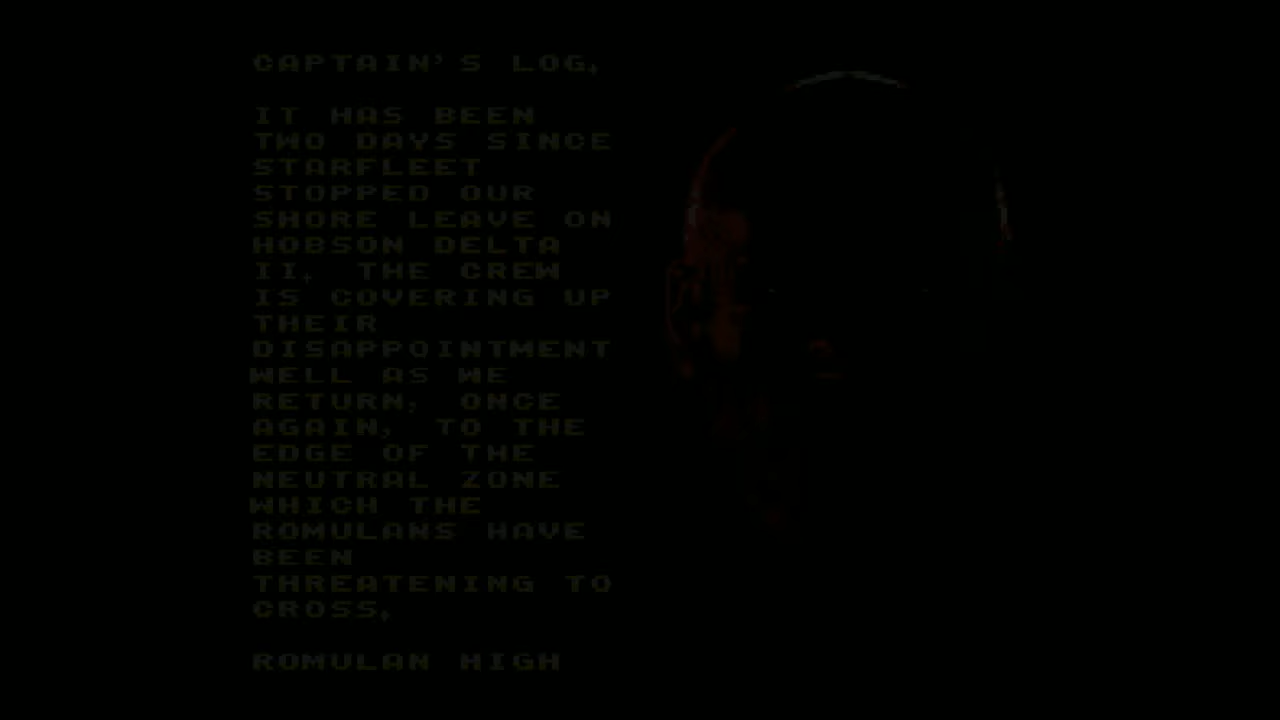 CAPTAIN'S LOG,
IT HAS BEEN
TWO DAYS SINCE
STARFLEET
STOPPED OUR
SHORE LEAVE ON
HOBSON DELTA
II, THE CREW
IS COVERING UP
THEIR
DISAPPOINTMENT
WELL AS WE
RETURN, ONCE
AGAIN, TO THE
EDGE OF THE
NEUTRAL ZONE
WHICH THE
ROMULANS HAVE
BEEN
THREATENING TO
CROSS,
ROMULAN HIGH